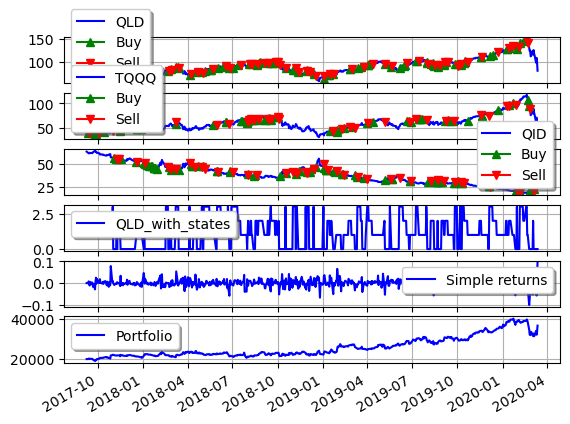 QLD
Buy
Sell
150
100
TQQQ
Buy
Sell
100
50
QID
Buy
Sell
50
25
QLD_with_states
2.5
0.0
Simple returns
0.1
0.0
−0.1
Portfolio
40000
20000
2017-10 2018-01 2018-04 2018-07 2018-10 2019-01 2019-04 2019-07 2019-10 2020-01 2020-04